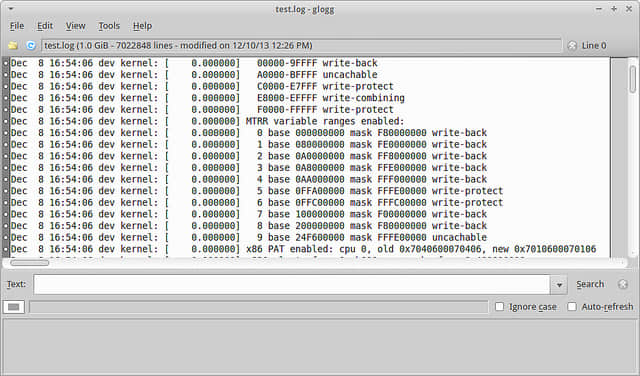 test.log - glogg
File Edit View Tools Help
test.log (1.0 GiB - 7022848 lines - modified on 12/10/13 12:26 PM) Line 0
Dec  8 16:54:06 dev kernel: [    0.000000]   00000-9FFFF write-back
Dec  8 16:54:06 dev kernel: [    0.000000]   A0000-BFFFF uncachable
Dec  8 16:54:06 dev kernel: [    0.000000]   C0000-E7FFF write-protect
Dec  8 16:54:06 dev kernel: [    0.000000]   E8000-EFFFF write-combining
Dec  8 16:54:06 dev kernel: [    0.000000]   F0000-FFFFF write-protect
Dec  8 16:54:06 dev kernel: [    0.000000] MTRR variable ranges enabled:
Dec  8 16:54:06 dev kernel: [    0.000000]   0 base 000000000 mask F80000000 write-back
Dec  8 16:54:06 dev kernel: [    0.000000]   1 base 080000000 mask FE0000000 write-back
Dec  8 16:54:06 dev kernel: [    0.000000]   2 base 0A0000000 mask FF8000000 write-back
Dec  8 16:54:06 dev kernel: [    0.000000]   3 base 0A8000000 mask FFE000000 write-back
Dec  8 16:54:06 dev kernel: [    0.000000]   4 base 0AA000000 mask FFF000000 write-back
Dec  8 16:54:06 dev kernel: [    0.000000]   5 base 0FFA00000 mask FFFE00000 write-protect
Dec  8 16:54:06 dev kernel: [    0.000000]   6 base 0FFC00000 mask FFFC00000 write-protect
Dec  8 16:54:06 dev kernel: [    0.000000]   7 base 100000000 mask F00000000 write-back
Dec  8 16:54:06 dev kernel: [    0.000000]   8 base 200000000 mask FB0000000 write-back
Dec  8 16:54:06 dev kernel: [    0.000000]   9 base 24F600000 mask FFFE00000 uncachable
Dec  8 16:54:06 dev kernel: [    0.000000] x86 PAT enabled: cpu 0, old 0x7040600070406, new 0x7010600070106
Text: Search
Ignore case Auto-refresh